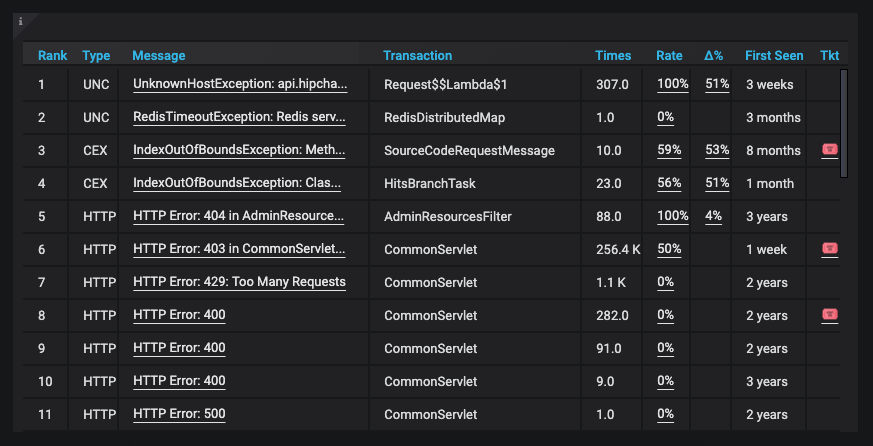 i
Rank Type Message Transaction Times Rate Δ% First Seen Tkt
1 UNC UnknownHostException: api.hipcha... Request$$Lambda$1 307.0 100% 51% 3 weeks
2 UNC RedisTimeoutException: Redis serv... RedisDistributedMap 1.0 0% 3 months
3 CEX IndexOutOfBoundsException: Meth... SourceCodeRequestMessage 10.0 59% 53% 8 months
4 CEX IndexOutOfBoundsException: Clas... HitsBranchTask 23.0 56% 51% 1 month
5 HTTP HTTP Error: 404 in AdminResource... AdminResourcesFilter 88.0 100% 4% 3 years
6 HTTP HTTP Error: 403 in CommonServlet... CommonServlet 256.4 K 50% 1 week
7 HTTP HTTP Error: 429: Too Many Requests CommonServlet 1.1 K 0% 2 years
8 HTTP HTTP Error: 400 CommonServlet 282.0 0% 2 years
9 HTTP HTTP Error: 400 CommonServlet 91.0 0% 2 years
10 HTTP HTTP Error: 400 CommonServlet 9.0 0% 3 years
11 HTTP HTTP Error: 500 CommonServlet 1.0 0% 2 years